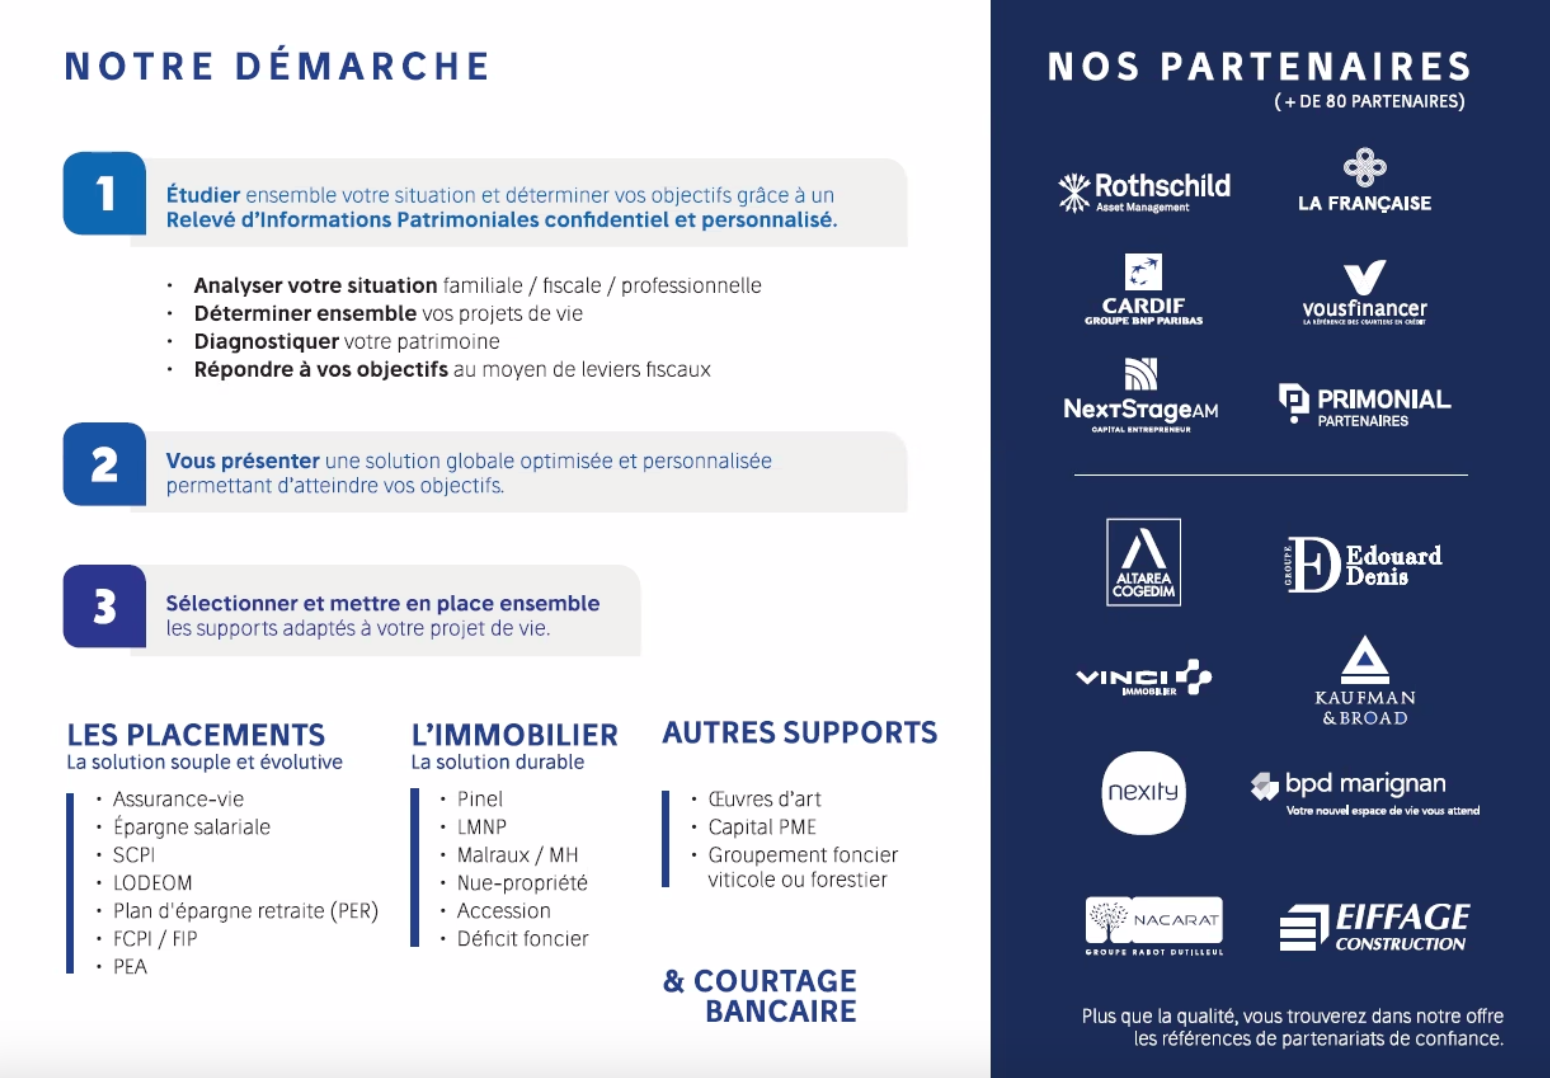 NOTRE DÉMARCHE
1
Étudier ensemble votre situation et déterminer vos objectifs grâce à un
Relevé d'Informations Patrimoniales confidentiel et personnalisé.
• Analyser votre situation familiale / fiscale / professionnelle
• Déterminer ensemble vos projets de vie
• Diagnostiquer votre patrimoine
• Répondre à vos objectifs au moyen de leviers fiscaux
2
Vous présenter une solution globale optimisée et personnalisée
permettant d'atteindre vos objectifs.
3
Sélectionner et mettre en place ensemble
les supports adaptés à votre projet de vie.
LES PLACEMENTS
La solution souple et évolutive
• Assurance-vie
• Épargne salariale
• SCPI
• LODEOM
• Plan d'épargne retraite (PER)
• FCPI / FIP
• PEA
L'IMMOBILIER
La solution durable
• Pinel
• LMNP
• Malraux / MH
• Nue-propriété
• Accession
• Déficit foncier
AUTRES SUPPORTS
• Œuvres d'art
• Capital PME
• Groupement foncier
viticole ou forestier
& COURTAGE
BANCAIRE
NOS PARTENAIRES
(+ DE 80 PARTENAIRES)
Rothschild
Asset Management
LA FRANÇAISE
CARDIF
GROUPE BNP PARIBAS
vousfinancer
LA RÉFÉRENCE DES COURTIERS EN CRÉDIT
NEXTSTAGEAM
CAPITAL ENTREPRENEUR
PRIMONIAL
PARTENAIRES
ALTAREA
COGEDIM
GROUPE
ED
Edouard
Denis
VINCI
IMMOBILIER
KAUFMAN
& BROAD
nexity
bpd marignan
Votre nouvel espace de vie vous attend
NACARAT
GROUPE RABOT DUTILLEUL
EIFFAGE
CONSTRUCTION
Plus que la qualité, vous trouverez dans notre offre
les références de partenariats de confiance.